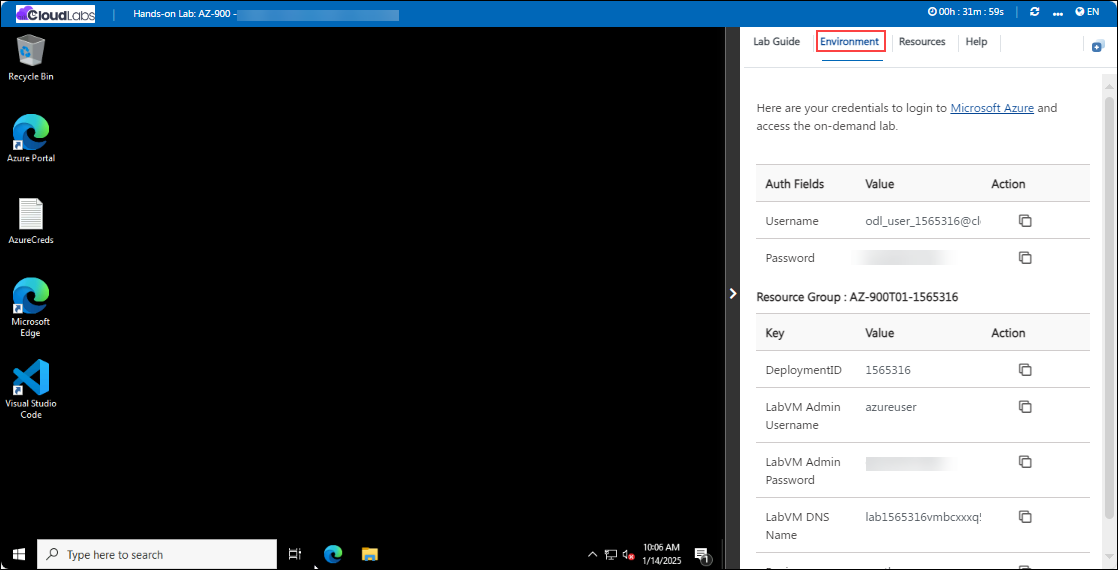 CloudLabs
Hands-on Lab: AZ-900 -
00h : 31m : 59s
EN
Recycle Bin
Azure Portal
AzureCreds
Microsoft
Edge
Visual Studio
Code
Type here to search
10:06 AM
1/14/2025
1
Lab Guide
Environment
Resources
Help
Here are your credentials to login to Microsoft Azure and
access the on-demand lab.
Auth Fields Value Action
Username odl_user_1565316@cl
Password
Resource Group : AZ-900T01-1565316
Key Value Action
DeploymentID 1565316
LabVM Admin azureuser
Username
LabVM Admin
Password
LabVM DNS lab1565316vmbcxxxq
Name